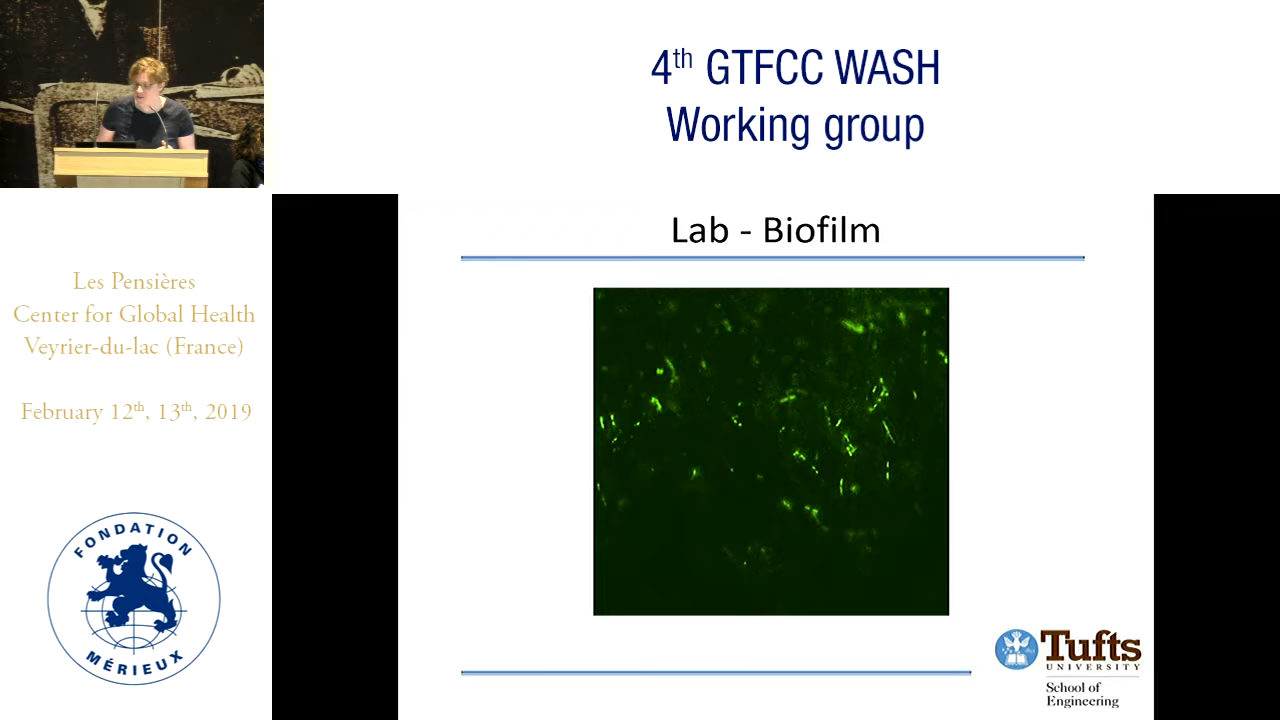 4th GTFCC WASH
Working group
Lab - Biofilm
Les Pensières
Center for Global Health
Veyrier-du-lac (France)
February 12th, 13th, 2019
FONDATION
MÉRIEUX
Tufts
UNIVERSITY
School of
Engineering